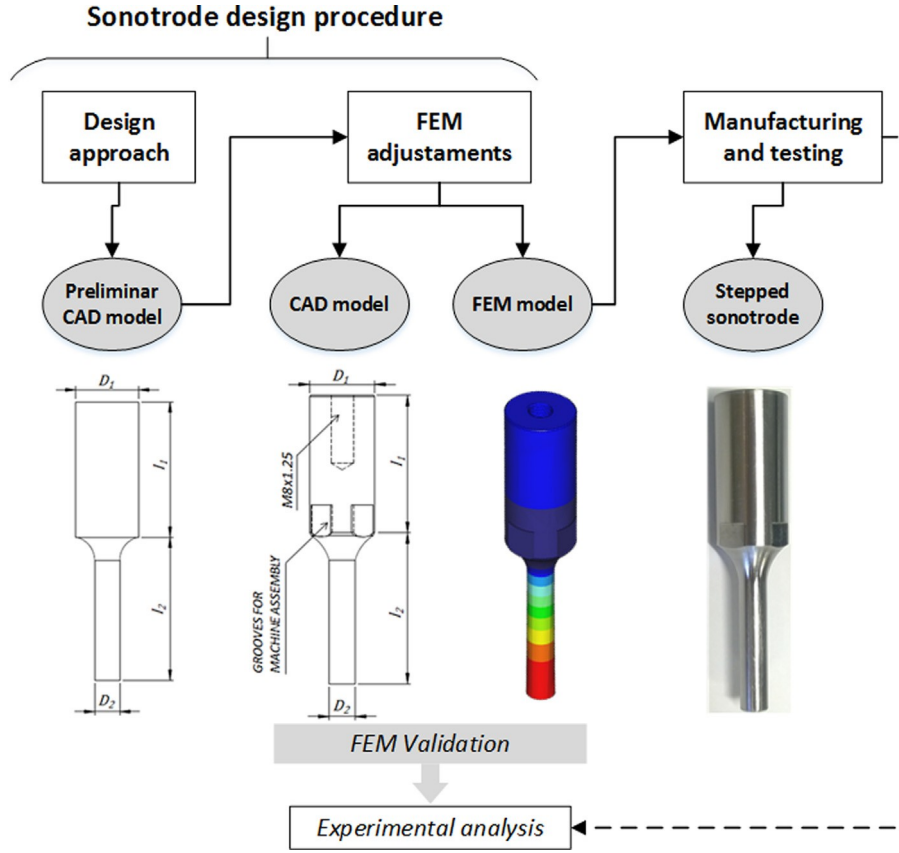 Sonotrode design procedure
Design
approach
FEM
adjustaments
Manufacturing
and testing
Preliminar
CAD model
CAD model
FEM model
Stepped
sonotrode
D1
l1
l2
D2
D1
M8x1.25
l1
GROOVES FOR
MACHINE ASSEMBLY
l2
D2
FEM Validation
Experimental analysis